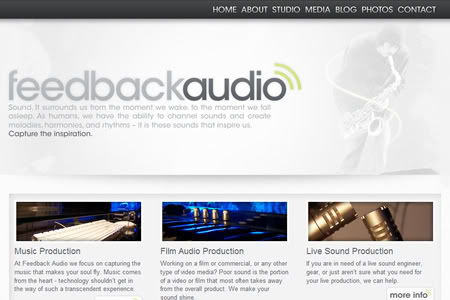 HOME ABOUT STUDIO MEDIA BLOG PHOTOS CONTACT
feedbackaudio
Sound. It surrounds us from the moment we wake, to the moment we fall
asleep. As humans, we have the ability to channel sounds and create
melodies, harmonies, and rhythms – it is these sounds that inspire us.
Capture the inspiration.
Music Production
At Feedback Audio we focus on capturing the
music that makes your soul fly. Music comes
from the heart - technology shouldn't get in
the way of such a transcendent experience.
Film Audio Production
Working on a film or commercial, or any other
type of video media? Poor sound is the portion
of a video or film that most often takes away
from the overall product. We make your
sound shine.
Live Sound Production
If you are in need of a live sound engineer,
gear, or just aren't sure what you need for
your live production, we can help.
more info